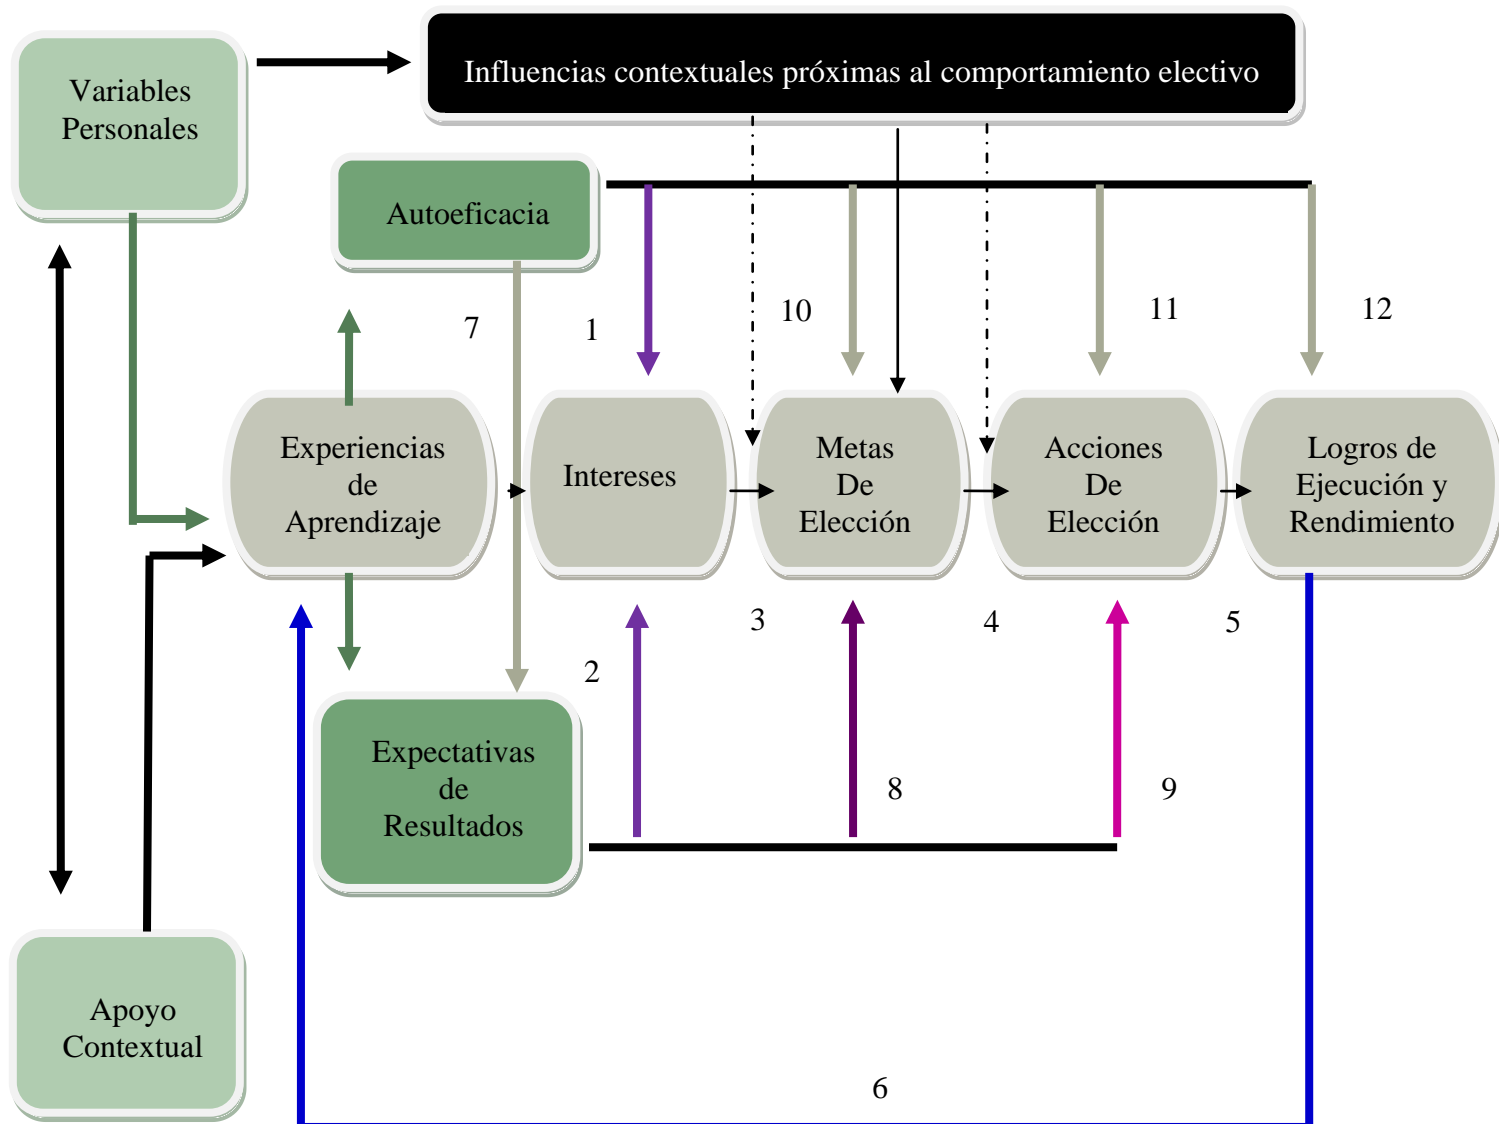 Influencias contextuales próximas al comportamiento electivo
Variables
Personales
Autoeficacia
7
1
10
11
12
Experiencias
de
Aprendizaje
Intereses
Metas
De
Elección
Acciones
De
Elección
Logros de
Ejecución y
Rendimiento
3
4
5
2
Expectativas
de
Resultados
8
9
Apoyo
Contextual
6